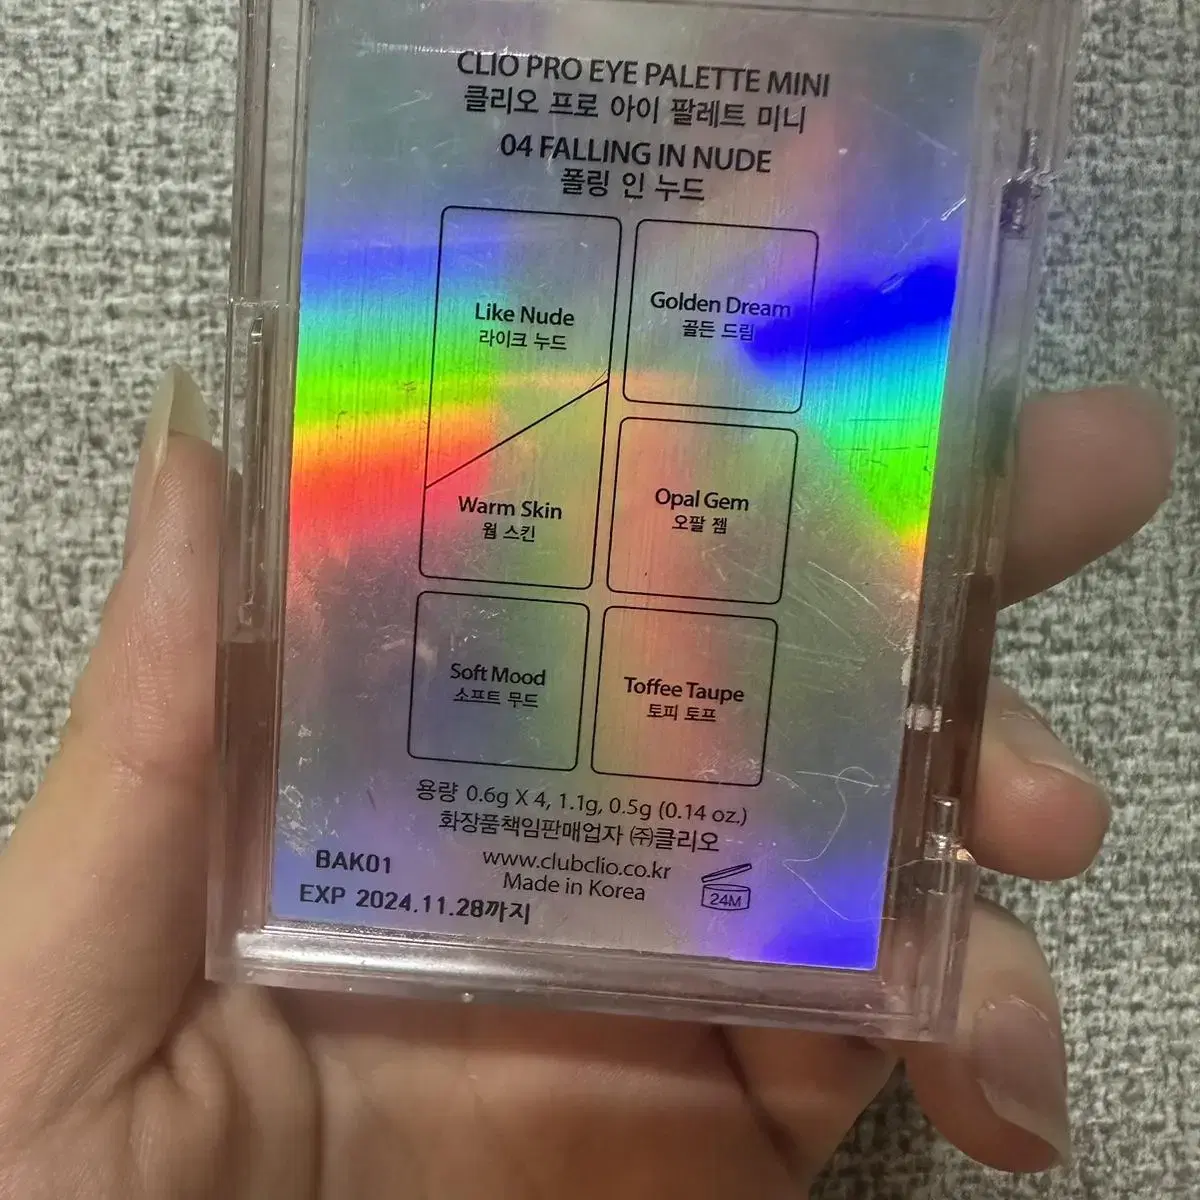 CLIO PRO EYE PALETTE MINI
클리오 프로 아이 팔레트 미니
04 FALLING IN NUDE
폴링 인 누드
Like Nude
라이크 누드
Golden Dream
골든 드림
Warm Skin
웜 스킨
Opal Gem
오팔 젬
Soft Mood
소프트 무드
Toffee Taupe
토피 토프
용량 0.6g X 4, 1.1g, 0.5g (0.14 oz.)
화장품책임판매업자 ㈜클리오
www.clubclio.co.kr
Made in Korea
BAK01
EXP 2024.11.28까지
24M